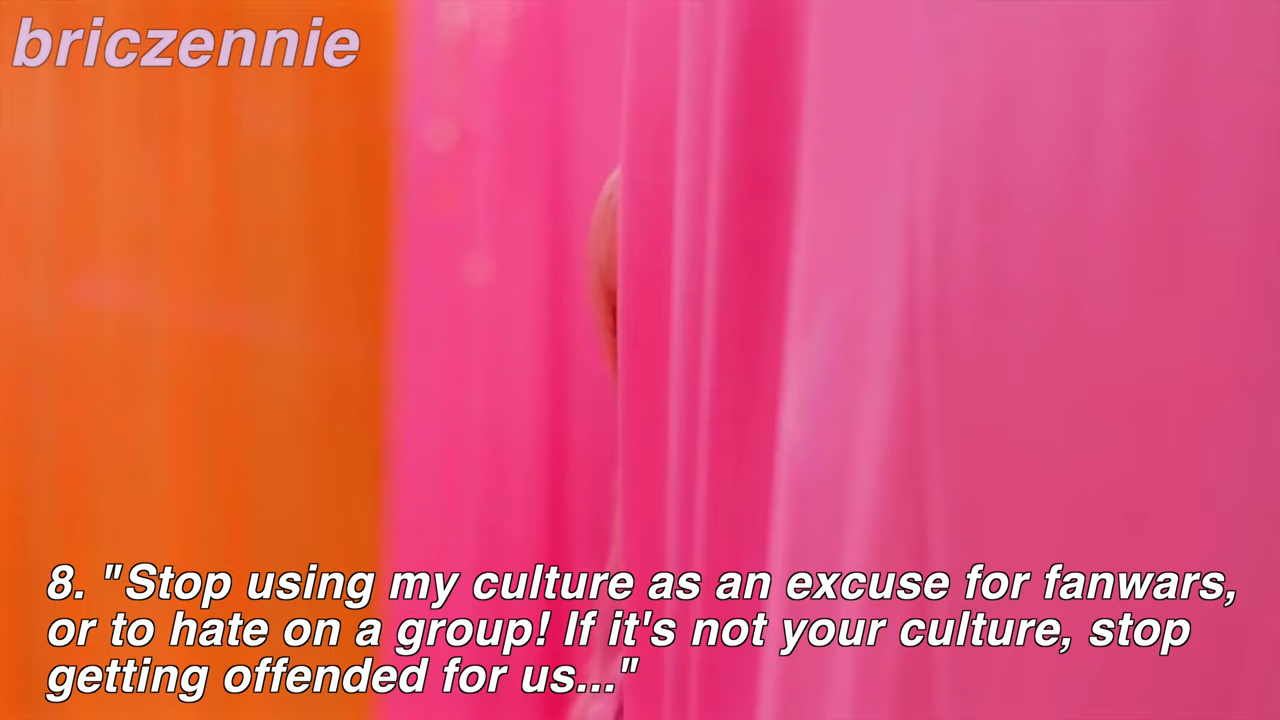 briczennie
8. "Stop using my culture as an excuse for fanwars,
or to hate on a group! If it's not your culture, stop
getting offended for us..."